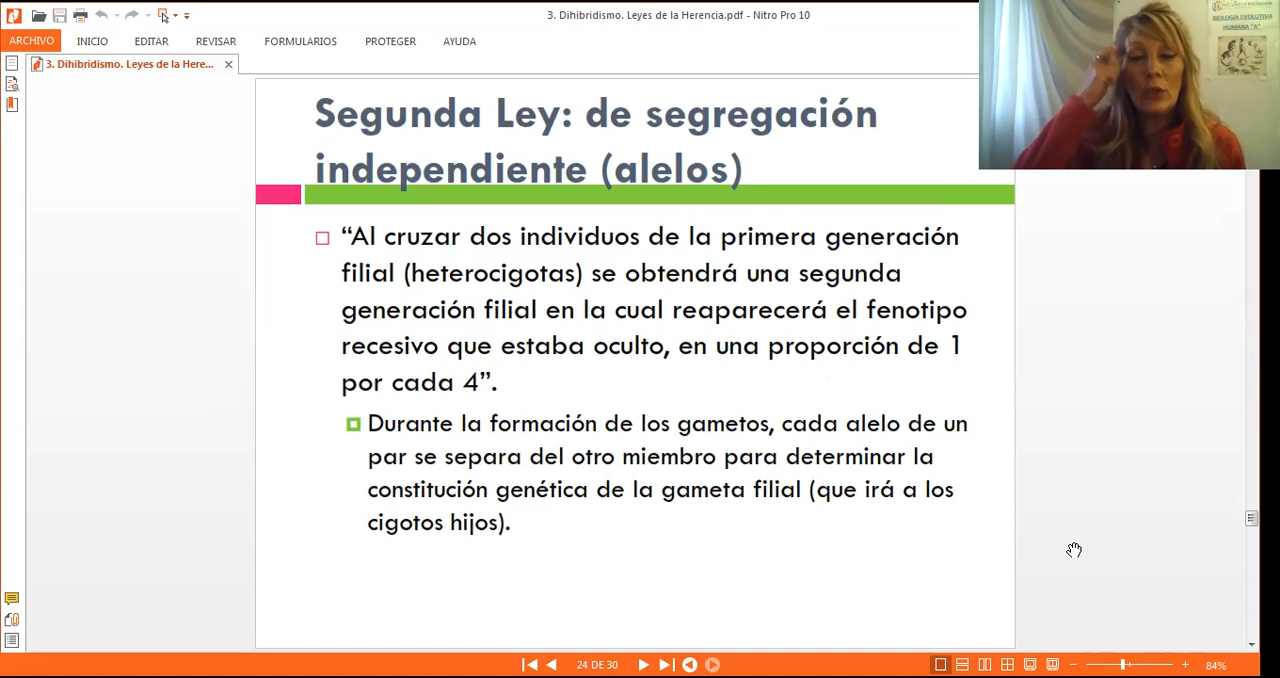 3. Dihibridismo. Leyes de la Herencia.pdf - Nitro Pro 10
ARCHIVO INICIO EDITAR REVISAR FORMULARIOS PROTEGER AYUDA
3. Dihibridismo. Leyes de la Here...
BIOLOGÍA EVOLUTIVA
HUMANA "A"
Segunda Ley: de segregación
independiente (alelos)
“Al cruzar dos individuos de la primera generación
filial (heterocigotas) se obtendrá una segunda
generación filial en la cual reaparecerá el fenotipo
recesivo que estaba oculto, en una proporción de 1
por cada 4”.
Durante la formación de los gametos, cada alelo de un
par se separa del otro miembro para determinar la
constitución genética de la gameta filial (que irá a los
cigotos hijos).
24 DE 30
84%